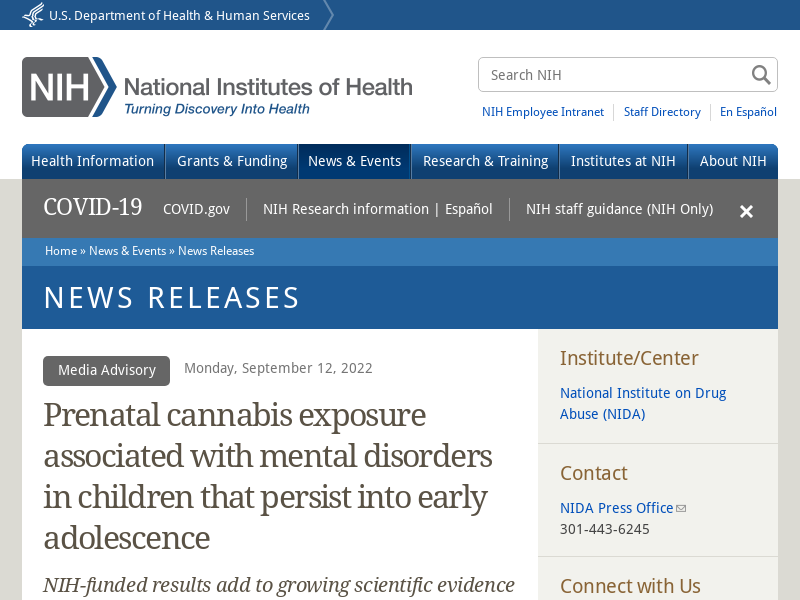 U.S. Department of Health & Human Services
NIH
National Institutes of Health
Turning Discovery Into Health
Search NIH
NIH Employee Intranet
Staff Directory
En Español
Health Information
Grants & Funding
News & Events
Research & Training
Institutes at NIH
About NIH
COVID-19
COVID.gov
NIH Research information | Español
NIH staff guidance (NIH Only)
Home » News & Events » News Releases
NEWS RELEASES
Media Advisory
Monday, September 12, 2022
Prenatal cannabis exposure
associated with mental disorders
in children that persist into early
adolescence
NIH-funded results add to growing scientific evidence
Institute/Center
National Institute on Drug
Abuse (NIDA)
Contact
NIDA Press Office
301-443-6245
Connect with Us